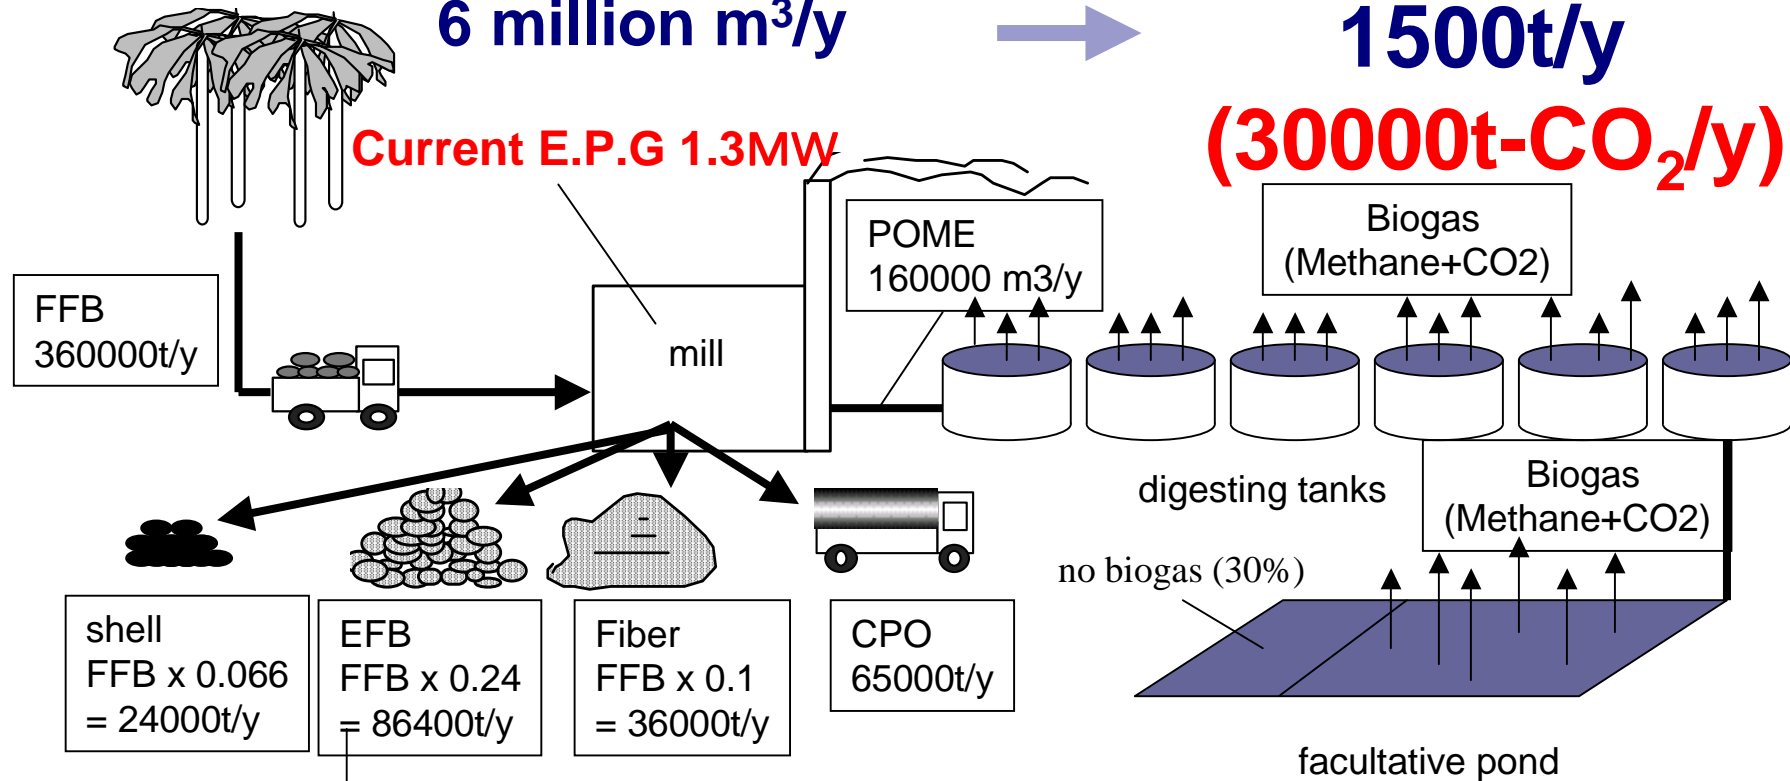 6 million m³/y
1500t/y
(30000t-CO₂/y)
Current E.P.G 1.3MW
POME
160000 m3/y
Biogas
(Methane+CO2)
FFB
360000t/y
mill
digesting tanks
Biogas
(Methane+CO2)
no biogas (30%)
shell
FFB x 0.066
= 24000t/y
EFB
FFB x 0.24
= 86400t/y
Fiber
FFB x 0.1
= 36000t/y
CPO
65000t/y
facultative pond